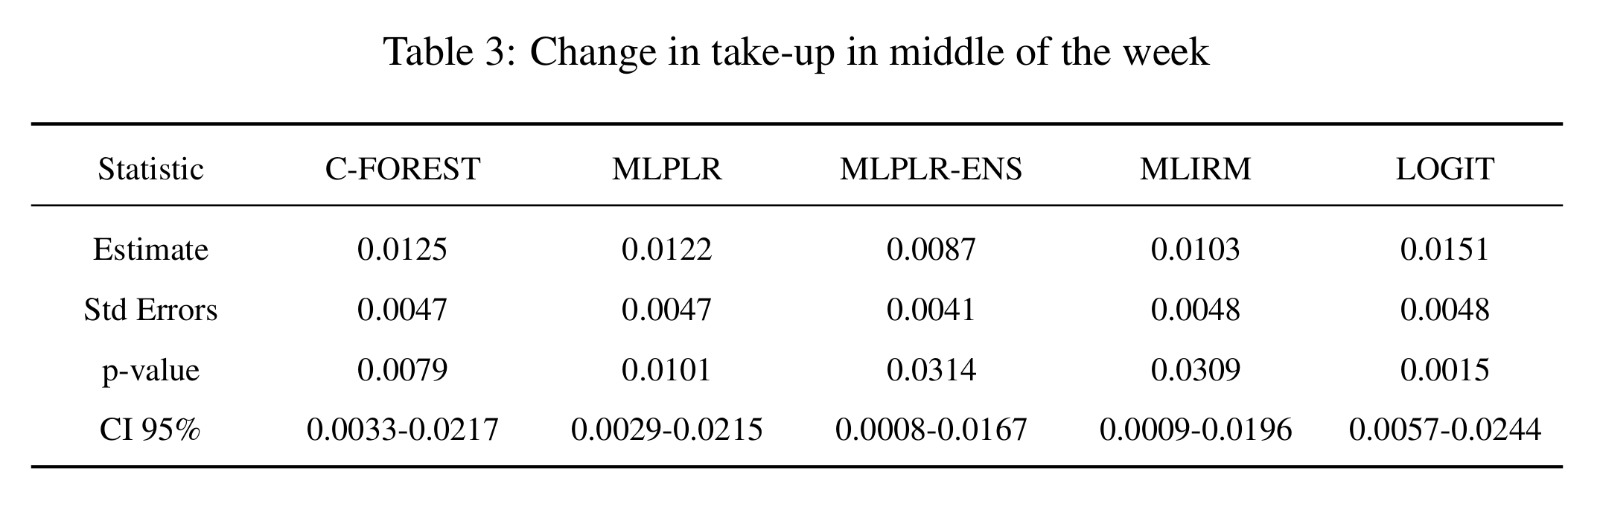 Table 3: Change in take-up in middle of the week
Statistic C-FOREST MLPLR MLPLR-ENS MLIRM LOGIT
Estimate 0.0125 0.0122 0.0087 0.0103 0.0151
Std Errors 0.0047 0.0047 0.0041 0.0048 0.0048
p-value 0.0079 0.0101 0.0314 0.0309 0.0015
CI 95% 0.0033-0.0217 0.0029-0.0215 0.0008-0.0167 0.0009-0.0196 0.0057-0.0244